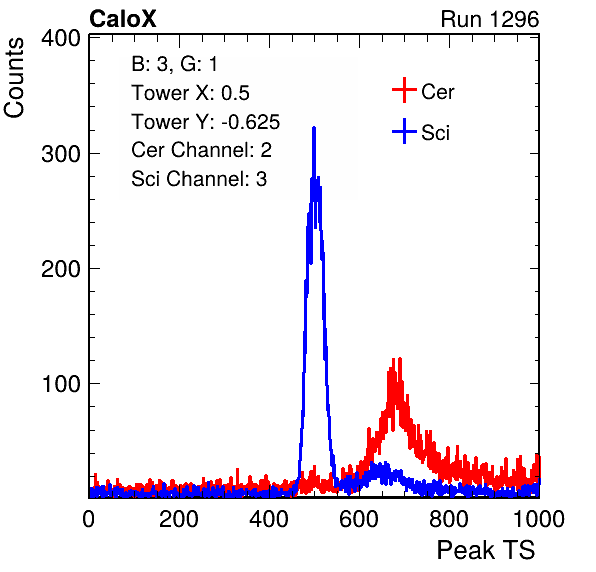 CaloX Run 1296
Counts
400
300
200
100
B: 3, G: 1
Tower X: 0.5
Tower Y: -0.625
Cer Channel: 2
Sci Channel: 3
Cer
Sci
0 200 400 600 800 1000
Peak TS